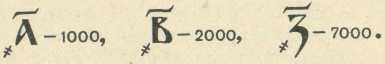 ҂А҃ – 1000, ҂В҃ – 2000, ҂З҃ – 7000.